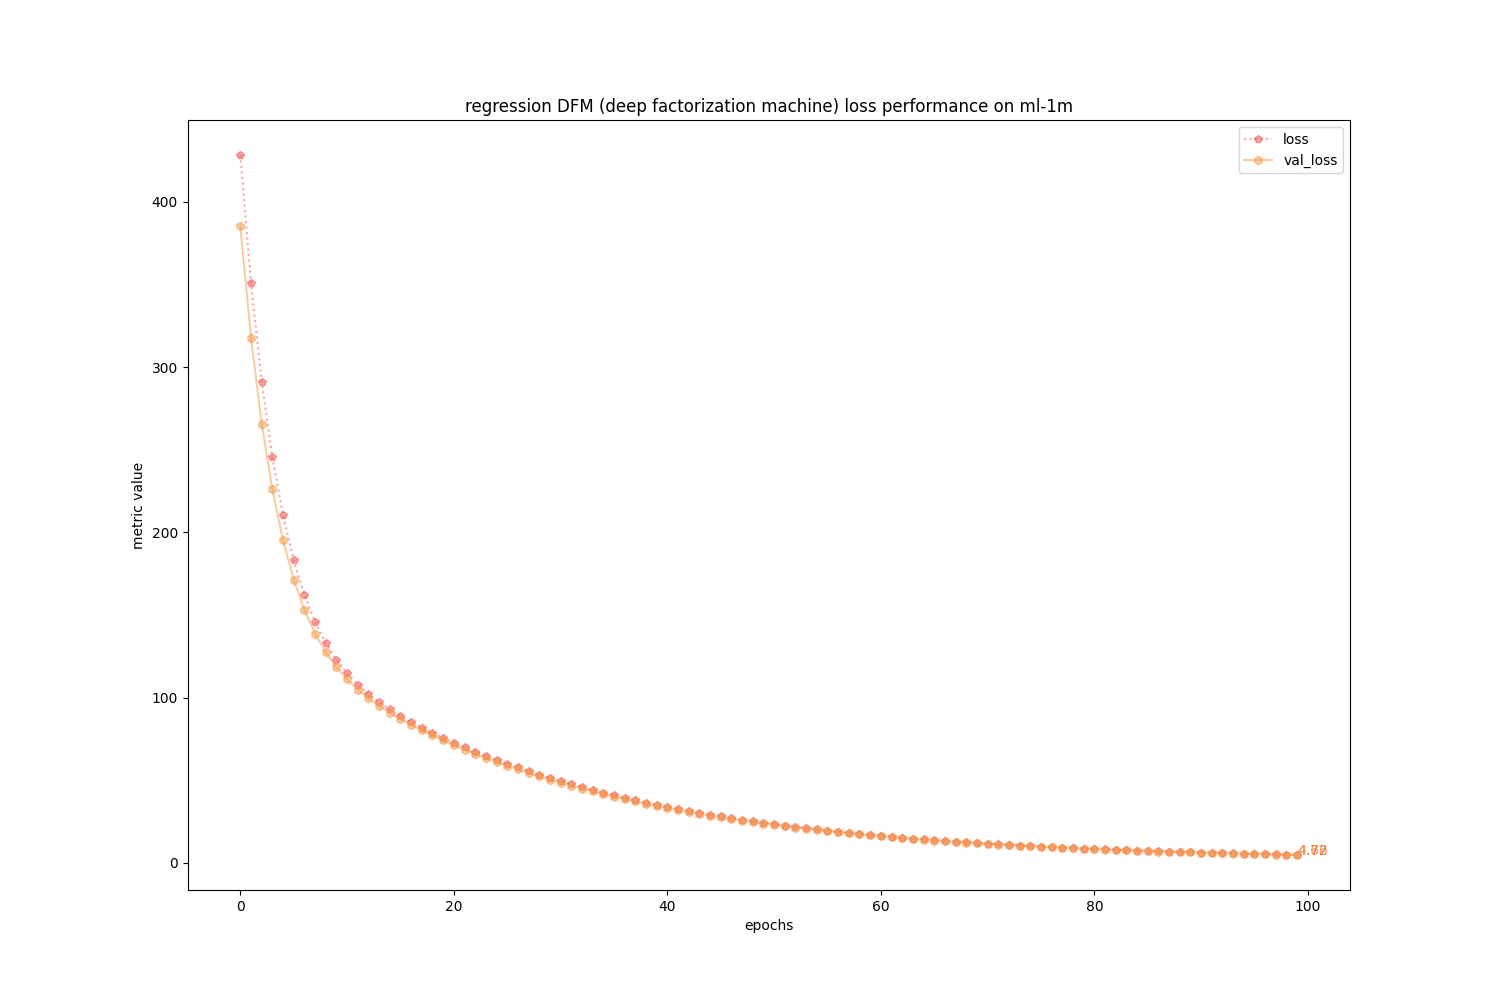 regression DFM (deep factorization machine) loss performance on ml-1m
loss
val_loss
400
300
200
100
0
metric value
0
20
40
60
80
100
epochs